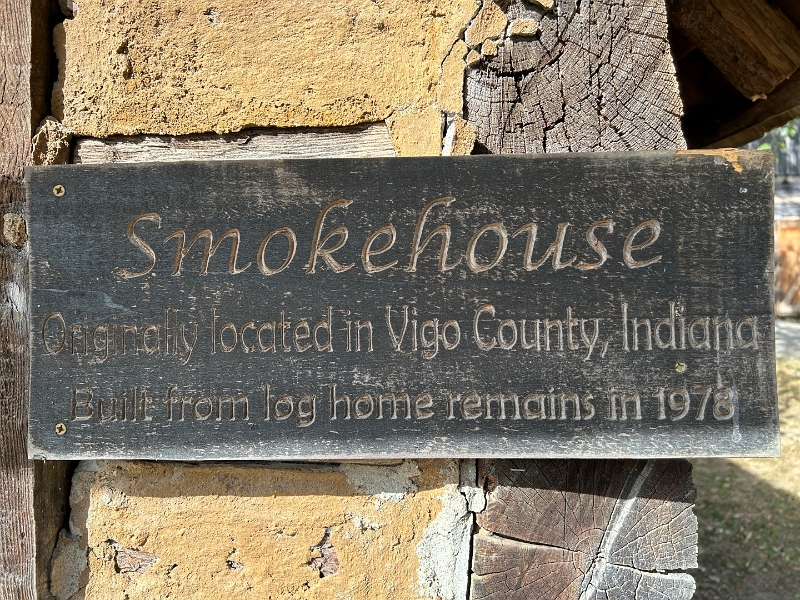 Smokehouse
Originally located in Vigo County, Indiana
Built from log home remains in 1978